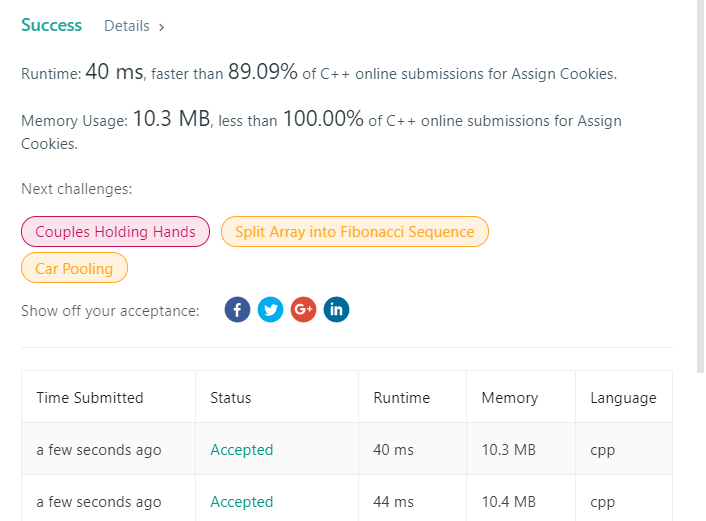 Success Details >
Runtime: 40 ms, faster than 89.09% of C++ online submissions for Assign Cookies.
Memory Usage: 10.3 MB, less than 100.00% of C++ online submissions for Assign
Cookies.
Next challenges:
Couples Holding Hands Split Array into Fibonacci Sequence
Car Pooling
Show off your acceptance: f G+ in
Time Submitted Status Runtime Memory Language
a few seconds ago Accepted 40 ms 10.3 MB cpp
a few seconds ago Accepted 44 ms 10.4 MB cpp